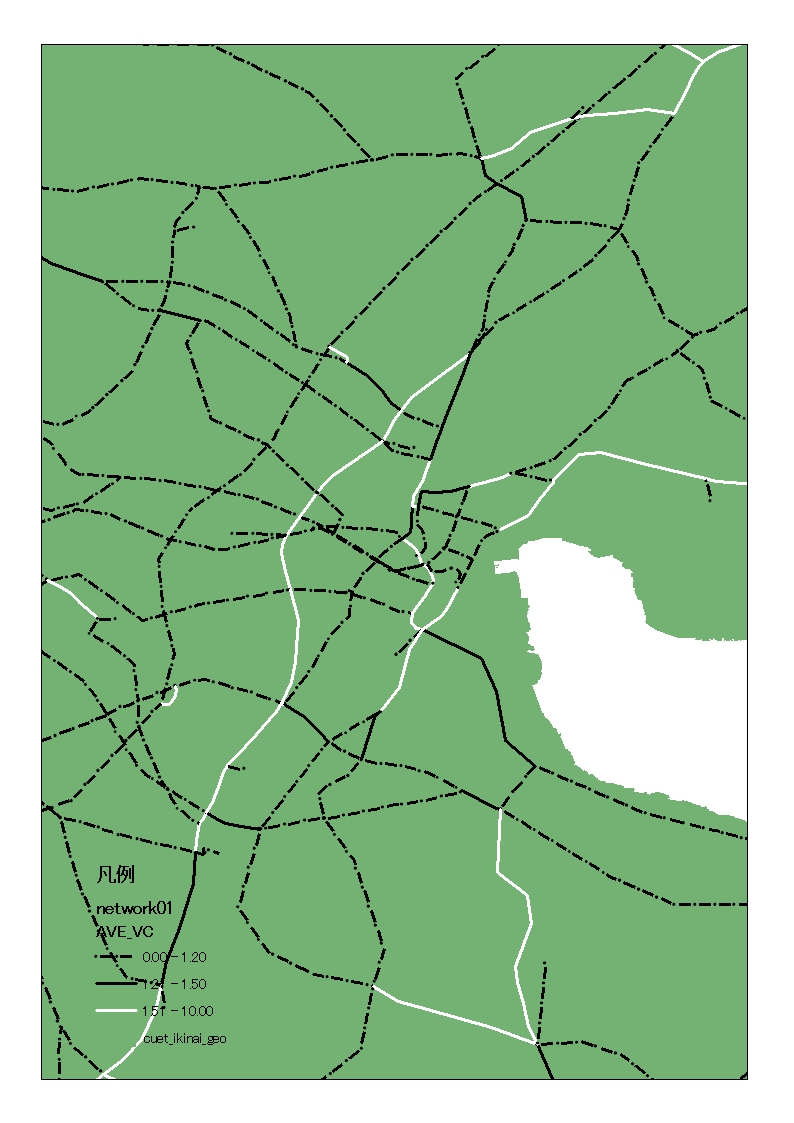 凡例
network01
AVE_VC
0.00 - 1.20
1.21 - 1.50
1.51 - 10.00
cuet_ikinai_geo